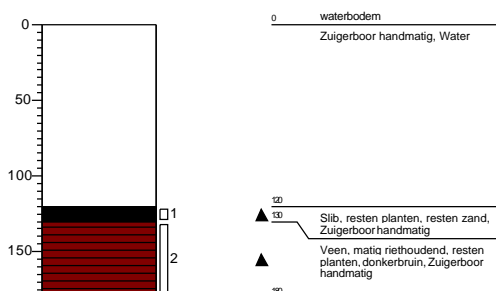 0
50
100
150
1
2
0 waterbodem
Zuigerboor handmatig, Water
120
130
Slib, resten planten, resten zand,
Zuigerboor handmatig
Veen, matig riethoudend, resten
planten, donkerbruin, Zuigerboor
handmatig